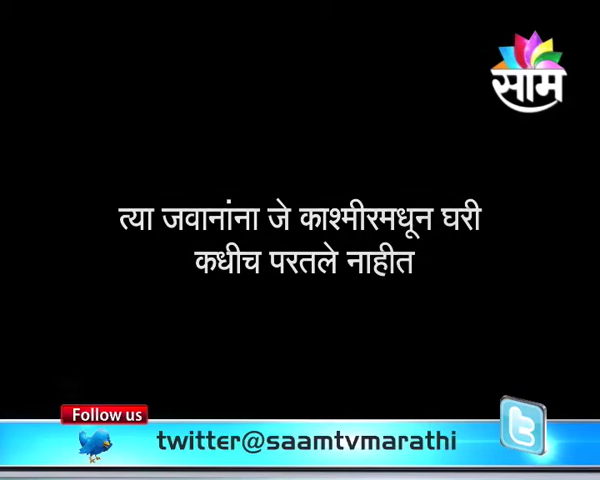 साम
त्या जवानांना जे काश्मीरमधून घरी
कधीच परतले नाहीत
Follow us
twitter@saamtvmarathi